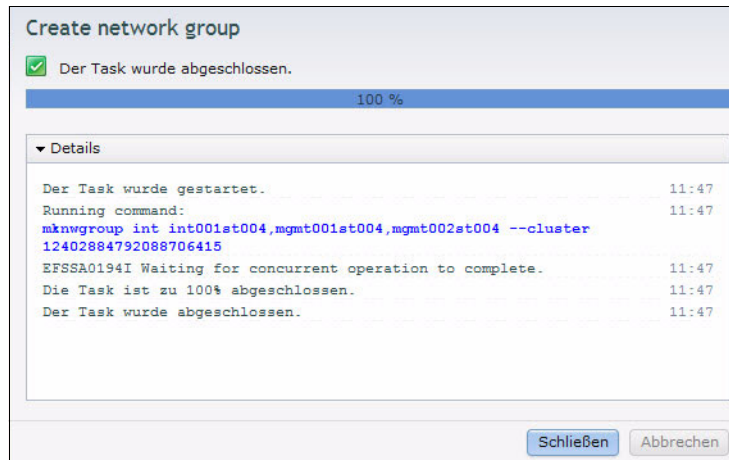 Create network group
Der Task wurde abgeschlossen.
100 %
Details
Der Task wurde gestartet. 11:47
Running command: 11:47
mknwgroup int int001st004,mgmt001st004,mgmt002st004 --cluster
12402884792088706415
EFSSA0194I Waiting for concurrent operation to complete. 11:47
Die Task ist zu 100% abgeschlossen. 11:47
Der Task wurde abgeschlossen. 11:47
Schließen Abbrechen